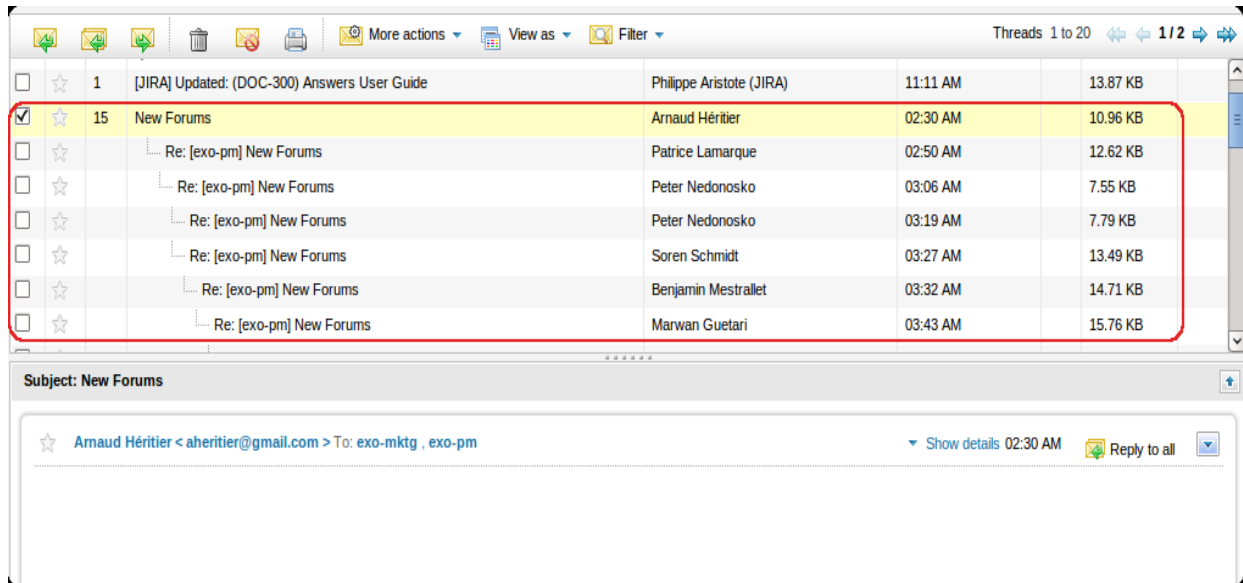 More actions View as Filter Threads 1 to 20 1 / 2
1 [JIRA] Updated: (DOC-300) Answers User Guide Philippe Aristote (JIRA) 11:11 AM 13.87 KB
15 New Forums Arnaud Héritier 02:30 AM 10.96 KB
Re: [exo-pm] New Forums Patrice Lamarque 02:50 AM 12.62 KB
Re: [exo-pm] New Forums Peter Nedonosko 03:06 AM 7.55 KB
Re: [exo-pm] New Forums Peter Nedonosko 03:19 AM 7.79 KB
Re: [exo-pm] New Forums Soren Schmidt 03:27 AM 13.49 KB
Re: [exo-pm] New Forums Benjamin Mestrallet 03:32 AM 14.71 KB
Re: [exo-pm] New Forums Marwan Guetari 03:43 AM 15.76 KB
Subject: New Forums
Arnaud Héritier < aheritier@gmail.com > To: exo-mktg , exo-pm Show details 02:30 AM Reply to all